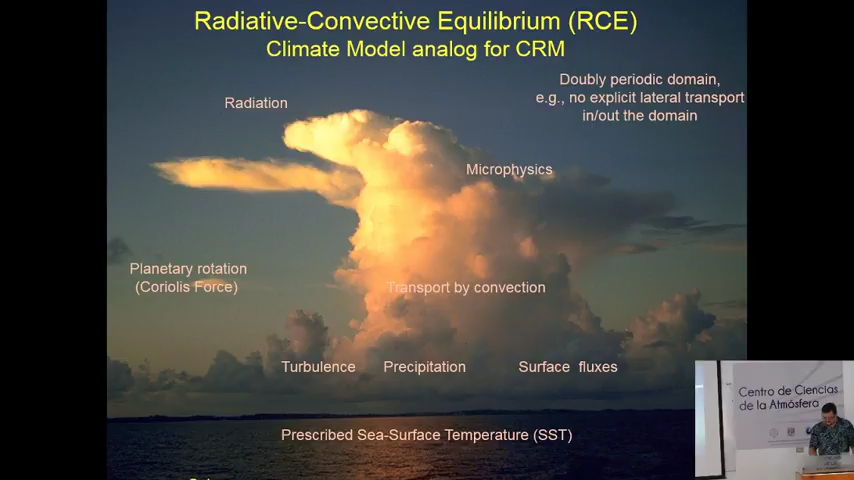 Radiative-Convective Equilibrium (RCE)
Climate Model analog for CRM
Doubly periodic domain,
e.g., no explicit lateral transport
in/out the domain
Radiation
Microphysics
Planetary rotation
(Coriolis Force)
Transport by convection
Turbulence Precipitation Surface fluxes
Prescribed Sea-Surface Temperature (SST)
Centro de Ciencias
de la Atmósfera